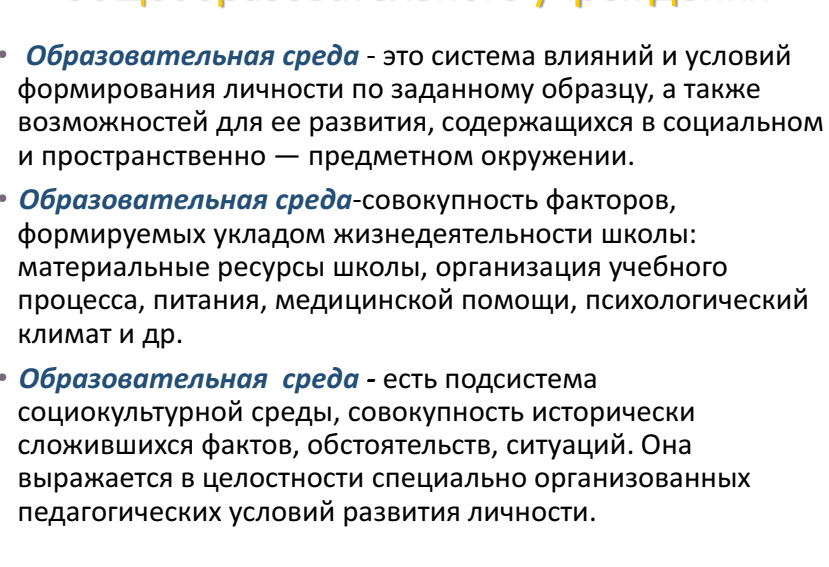 • Образовательная среда - это система влияний и условий
формирования личности по заданному образцу, а также
возможностей для ее развития, содержащихся в социальном
и пространственно — предметном окружении.
• Образовательная среда-совокупность факторов,
формируемых укладом жизнедеятельности школы:
материальные ресурсы школы, организация учебного
процесса, питания, медицинской помощи, психологический
климат и др.
• Образовательная  среда - есть подсистема
социокультурной среды, совокупность исторически
сложившихся фактов, обстоятельств, ситуаций. Она
выражается в целостности специально организованных
педагогических условий развития личности.